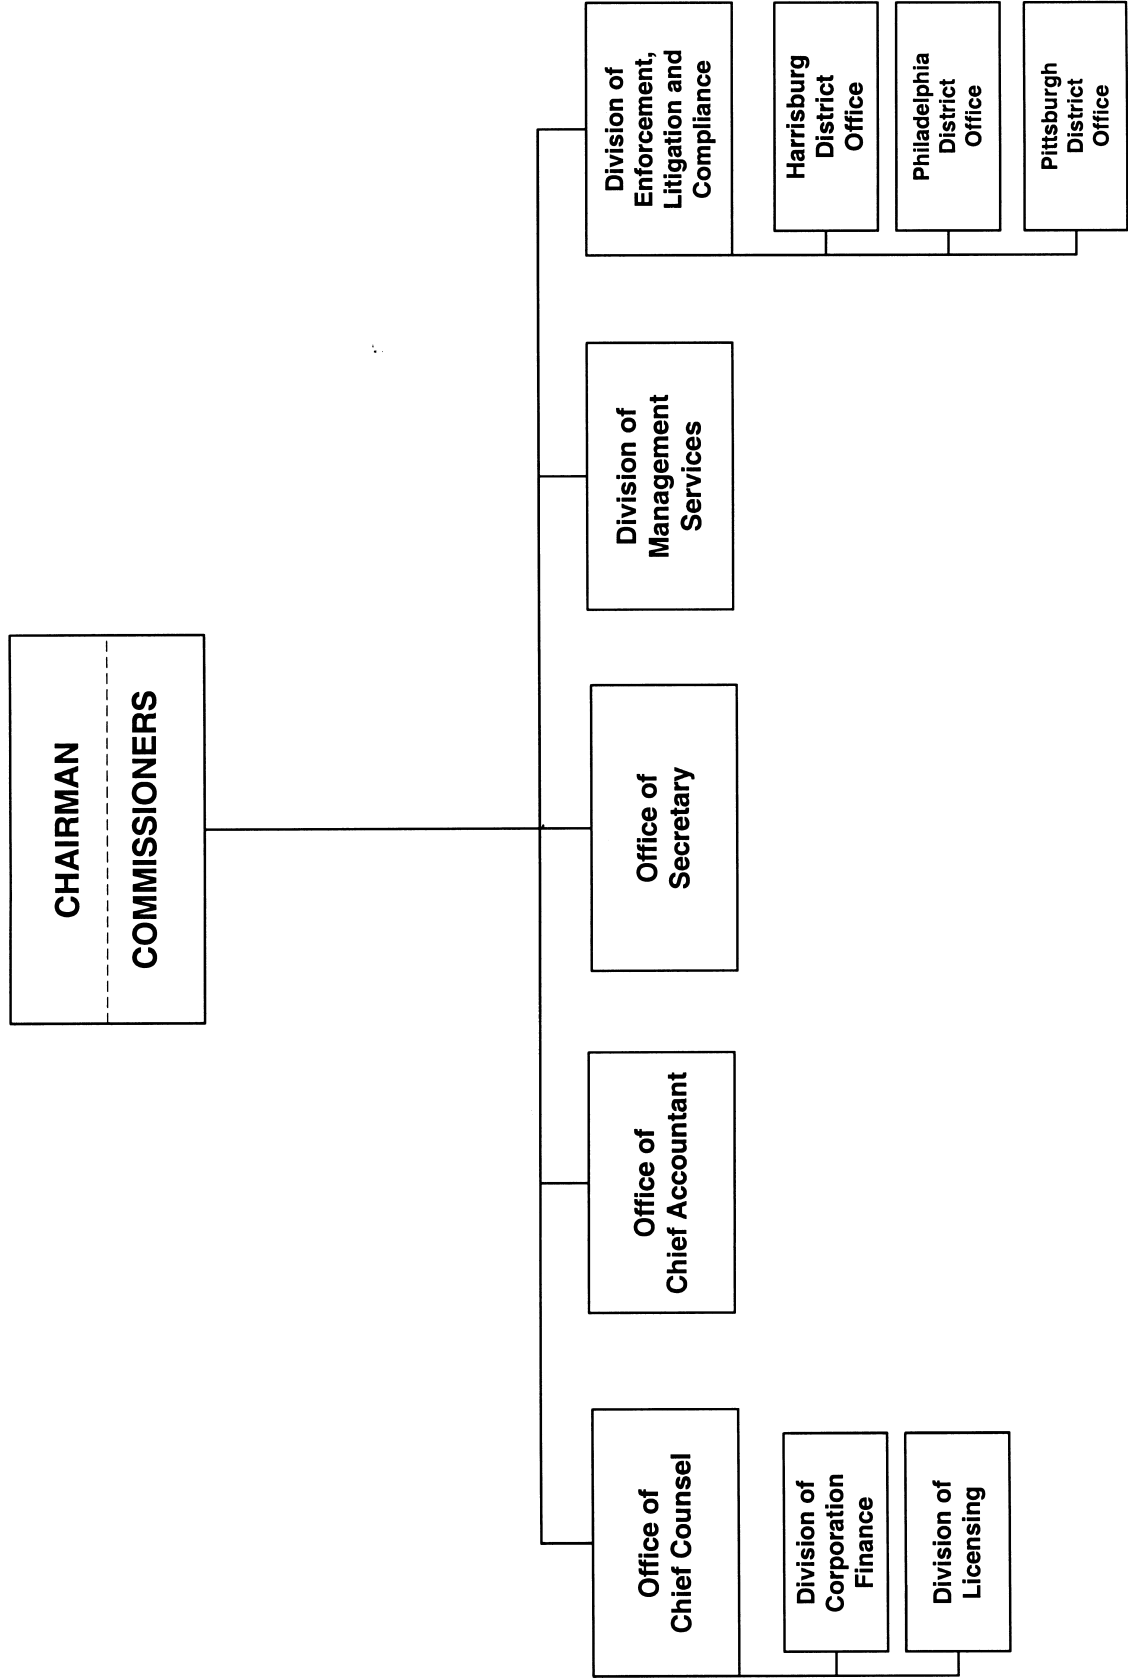 CHAIRMAN
COMMISSIONERS
Office of
Chief Counsel
Division of
Corporation
Finance
Division of
Licensing
Office of
Chief Accountant
Office of
Secretary
Division of
Management
Services
Division of
Enforcement,
Litigation and
Compliance
Harrisburg
District
Office
Philadelphia
District
Office
Pittsburgh
District
Office